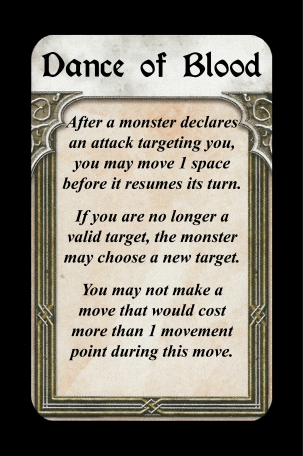 Dance of Blood
After a monster declares
an attack targeting you,
you may move 1 space
before it resumes its turn.
If you are no longer a
valid target, the monster
may choose a new target.
You may not make a
move that would cost
more than 1 movement
point during this move.